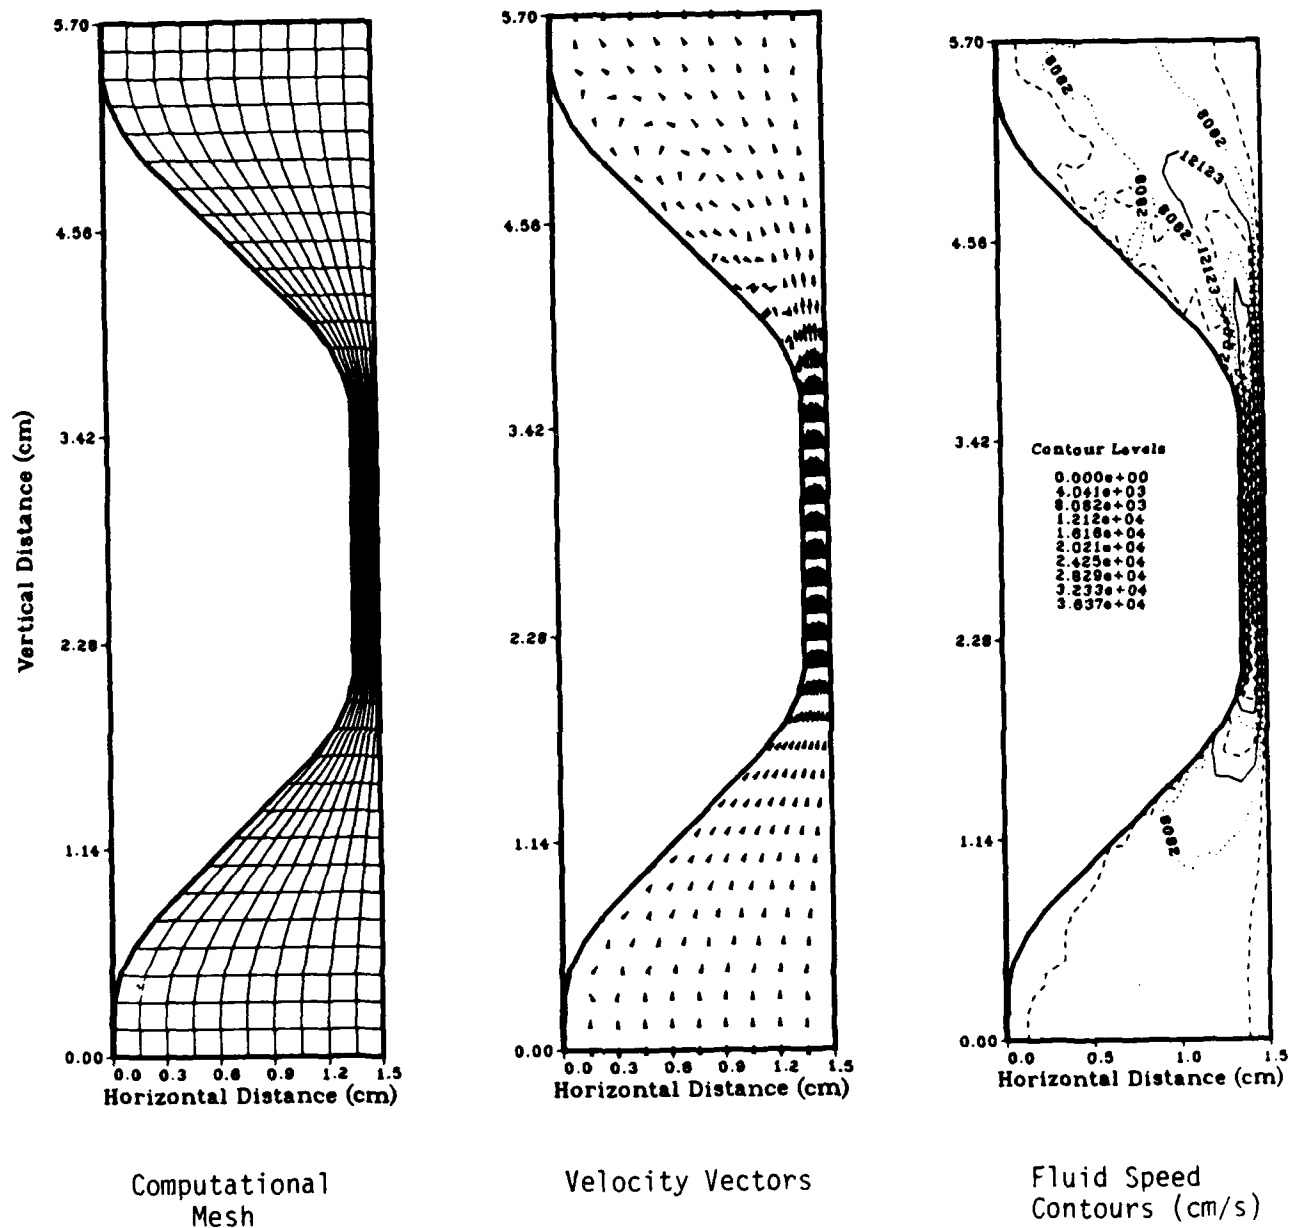 5.70
4.56
3.42
2.28
1.14
0.00
Vertical Distance (cm)
0.0 0.3 0.6 0.9 1.2 1.5
Horizontal Distance (cm)
Computational
Mesh
5.70
4.56
3.42
2.28
1.14
0.00
0.0 0.3 0.6 0.9 1.2 1.5
Horizontal Distance (cm)
Velocity Vectors
5.70
4.56
3.42
2.28
1.14
0.00
2808
2808
12123
8082
8082
12123
Contour Levels
0.000e+00
4.041e+03
8.082e+03
1.212e+04
1.616e+04
2.021e+04
2.425e+04
2.829e+04
3.233e+04
3.637e+04
8082
0.0 0.5 1.0 1.5
Horizontal Distance (cm)
Fluid Speed
Contours (cm/s)